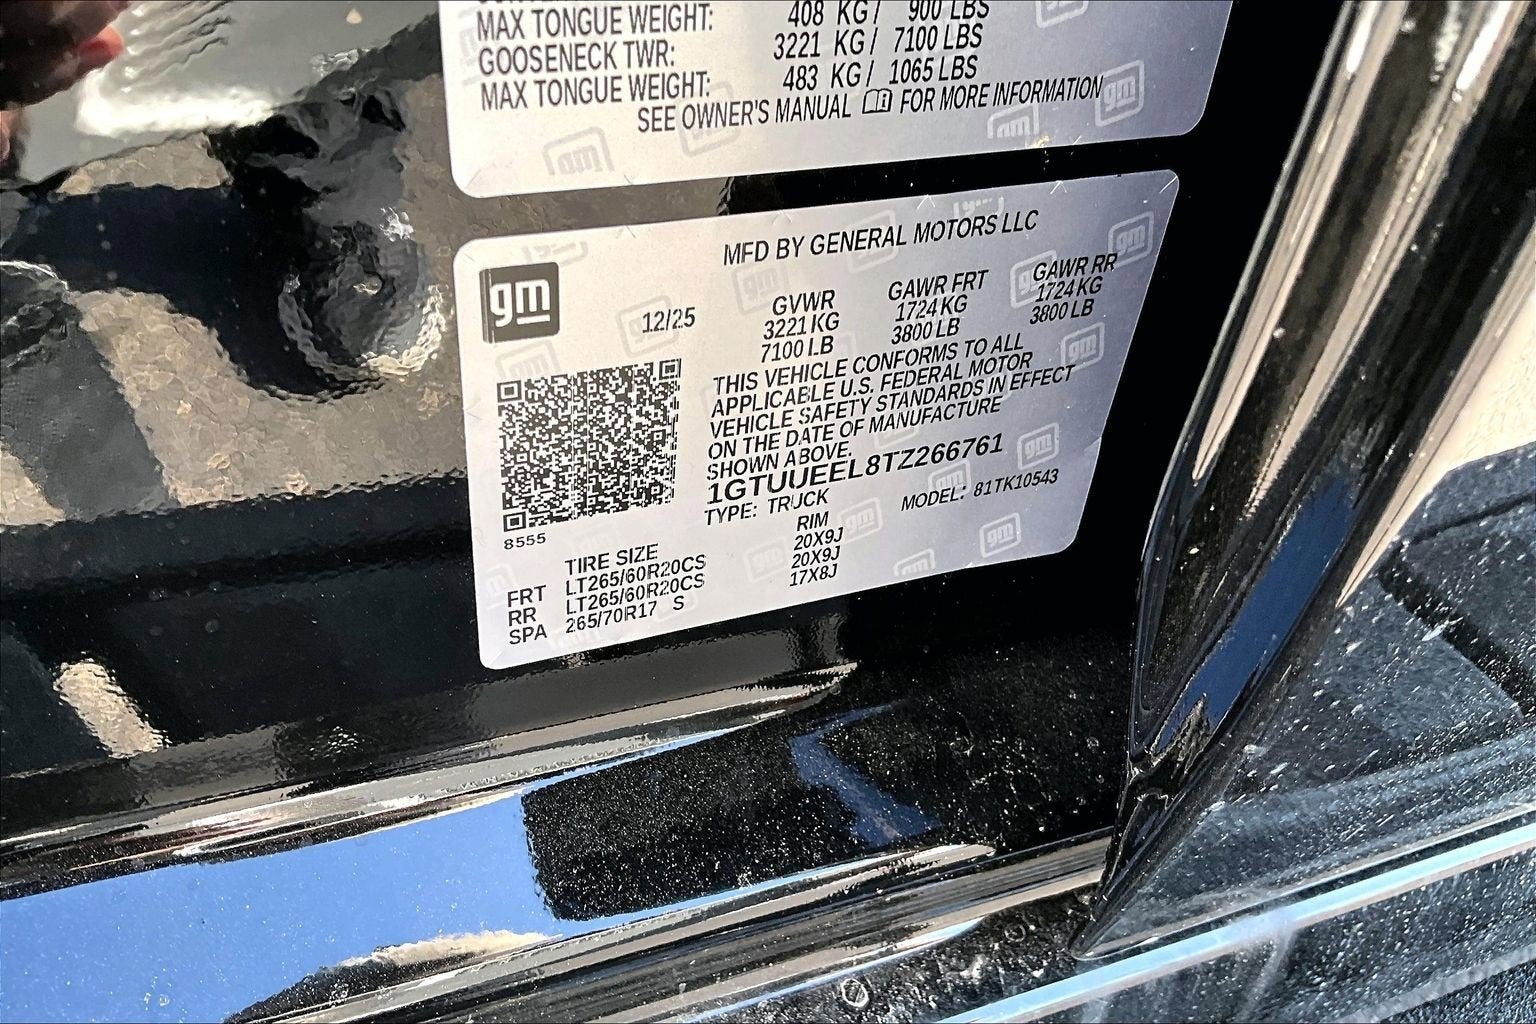 MAX TONGUE WEIGHT: 408 KG / 900 LBS
GOOSENECK TWR: 3221 KG / 7100 LBS
MAX TONGUE WEIGHT: 483 KG / 1065 LBS
SEE OWNER'S MANUAL FOR MORE INFORMATION
MFD BY GENERAL MOTORS LLC
gm
12/25
GVWR GAWR FRT GAWR RR
3221 KG 1724 KG 1724 KG
7100 LB 3800 LB 3800 LB
THIS VEHICLE CONFORMS TO ALL
APPLICABLE U.S. FEDERAL MOTOR
VEHICLE SAFETY STANDARDS IN EFFECT
ON THE DATE OF MANUFACTURE
SHOWN ABOVE.
1GTUUEEL8TZ266761
TYPE: TRUCK MODEL: 81TK10543
8555
TIRE SIZE RIM
FRT LT265/60R20CS 20X9J
RR LT265/60R20CS 20X9J
SPA 265/70R17 S 17X8J